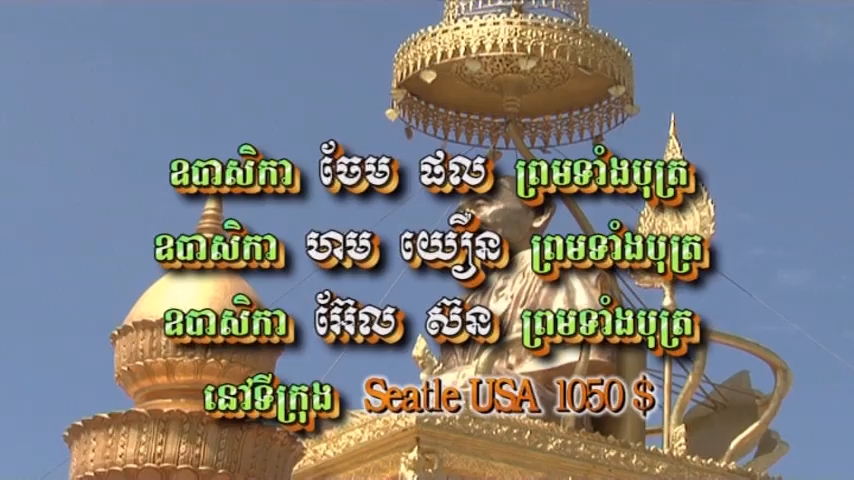 ឧបាសិកា ចែម ផល ព្រមទាំងបុត្រ
ឧបាសិកា ហម យឿន ព្រមទាំងបុត្រ
ឧបាសិកា អ៊ែល ស៊ន ព្រមទាំងបុត្រ
នៅទីក្រុង Seatle USA 1050 $